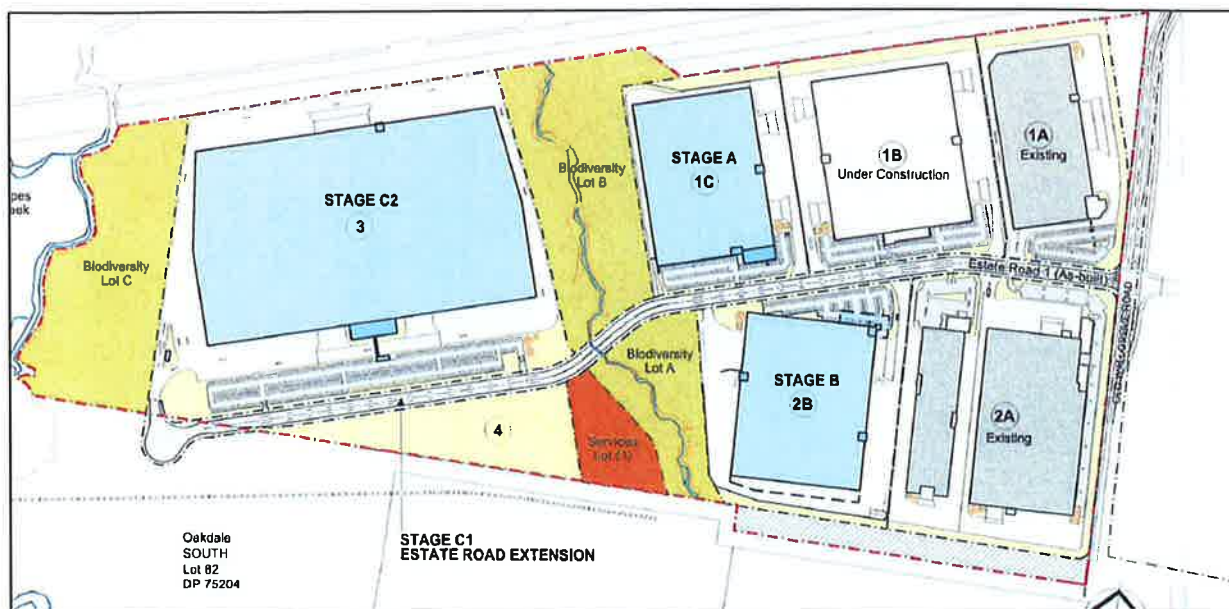 STAGE C2
3
Biodiversity
Lot C
Biodiversity
Lot B
STAGE A
1C
1B
Under Construction
1A
Existing
Estate Road 1 (As-built)
Biodiversity
Lot A
STAGE B
2B
2A
Existing
4
Services
ROAD
STAGE C1
ESTATE ROAD EXTENSION
Oakdale
SOUTH
Lot 82
DP 75204